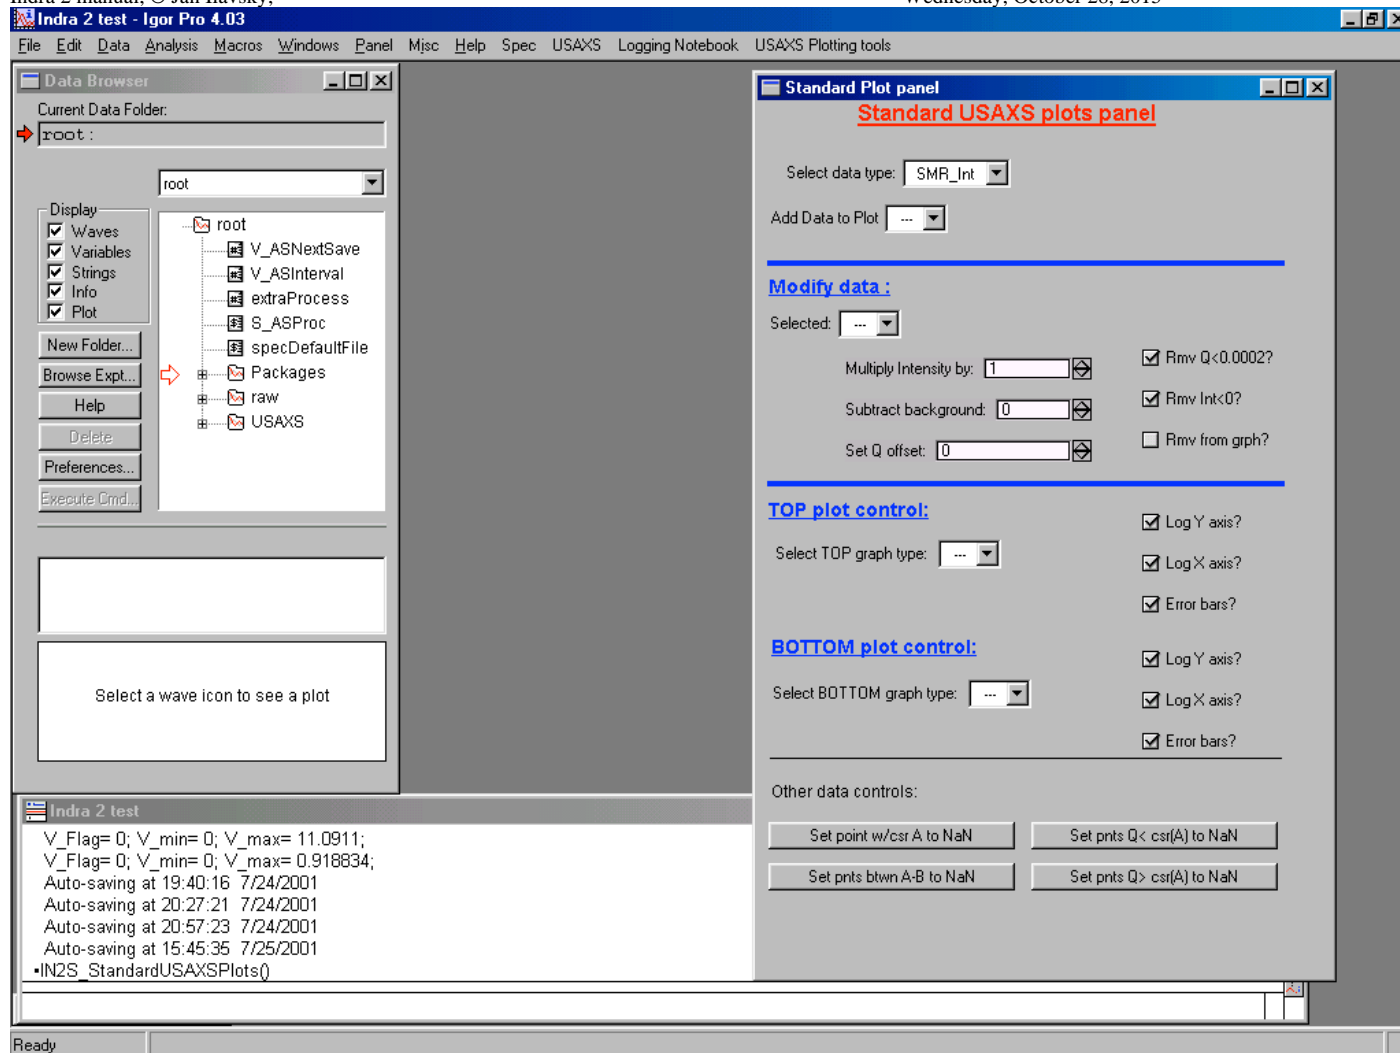 Indra 2 manual, © Jan Ilavsky, Wednesday, October 28, 2015
Indra 2 test - Igor Pro 4.03
File Edit Data Analysis Macros Windows Panel Misc Help Spec USAXS Logging Notebook USAXS Plotting tools
Data Browser
Current Data Folder:
root:
root
Display
Waves
Variables
Strings
Info
Plot
New Folder...
Browse Expt...
Help
Delete
Preferences...
Execute Cmd...
root
V_ASNextSave
V_ASInterval
extraProcess
S_ASProc
specDefaultFile
Packages
raw
USAXS
Select a wave icon to see a plot
Standard Plot panel
Standard USAXS plots panel
Select data type: SMR_Int
Add Data to Plot ---
Modify data :
Selected: ---
Multiply Intensity by: 1
Subtract background: 0
Set Q offset: 0
Rmv Q<0.0002?
Rmv Int<0?
Rmv from grph?
TOP plot control:
Select TOP graph type: ---
Log Y axis?
Log X axis?
Error bars?
BOTTOM plot control:
Select BOTTOM graph type: ---
Log Y axis?
Log X axis?
Error bars?
Other data controls:
Set point w/csr A to NaN
Set pnts Q< csr(A) to NaN
Set pnts btwn A-B to NaN
Set pnts Q> csr(A) to NaN
Indra 2 test
V_Flag= 0; V_min= 0; V_max= 11.0911;
V_Flag= 0; V_min= 0; V_max= 0.918834;
Auto-saving at 19:40:16 7/24/2001
Auto-saving at 20:27:21 7/24/2001
Auto-saving at 20:57:23 7/24/2001
Auto-saving at 15:45:35 7/25/2001
•IN2S_StandardUSAXSPlots()
Ready